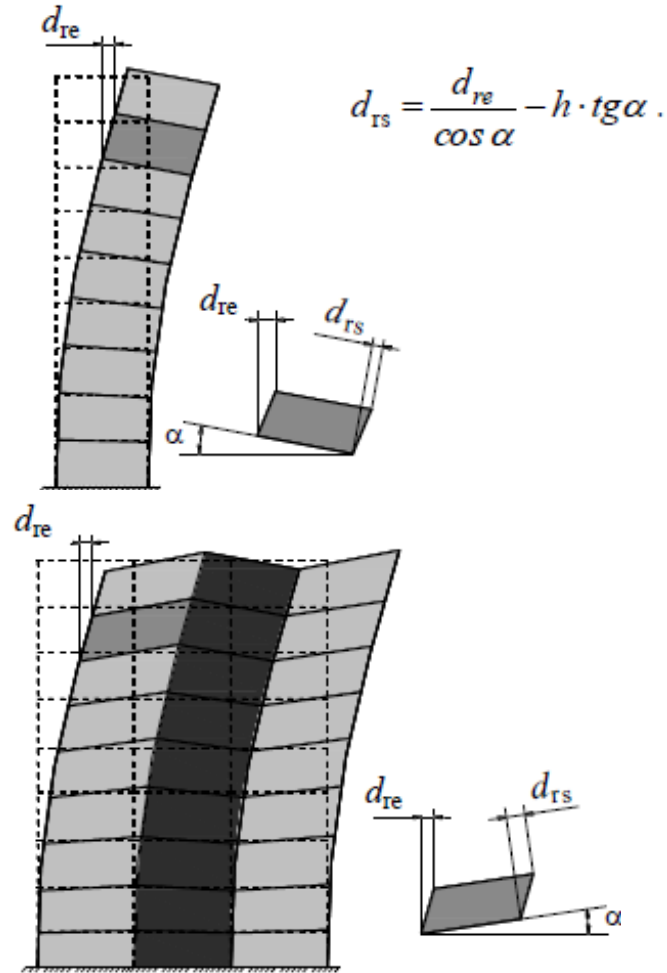 d_re
d_rs = d_re / cos α − h · tgα .
d_re
d_rs
α
d_re
d_re
d_rs
α